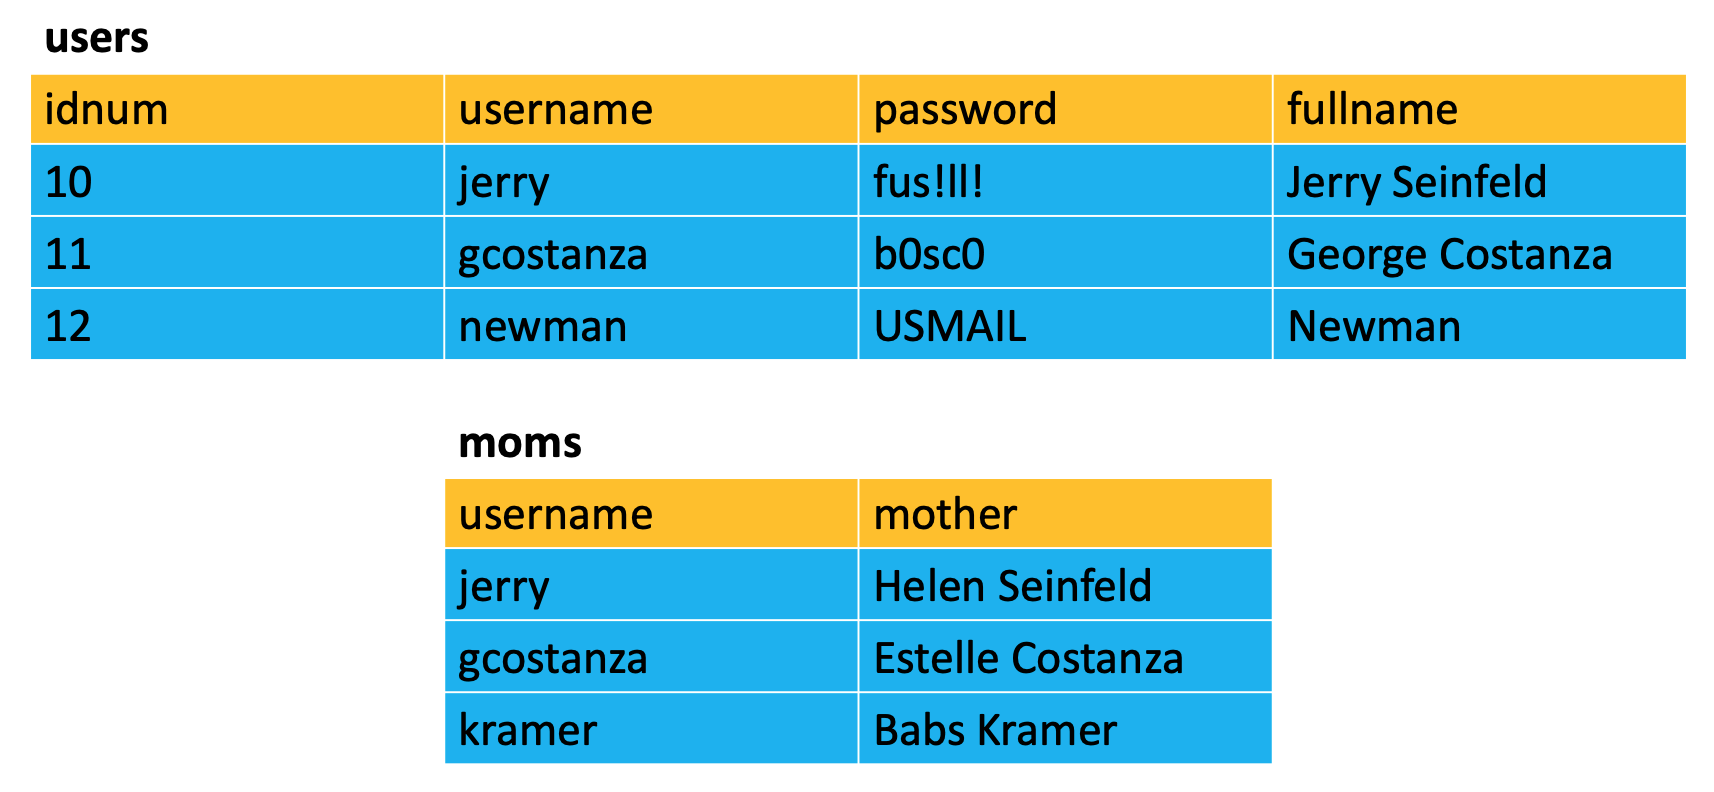 users
idnum username password fullname
10 jerry fus!ll! Jerry Seinfeld
11 gcostanza b0sc0 George Costanza
12 newman USMAIL Newman
moms
username mother
jerry Helen Seinfeld
gcostanza Estelle Costanza
kramer Babs Kramer